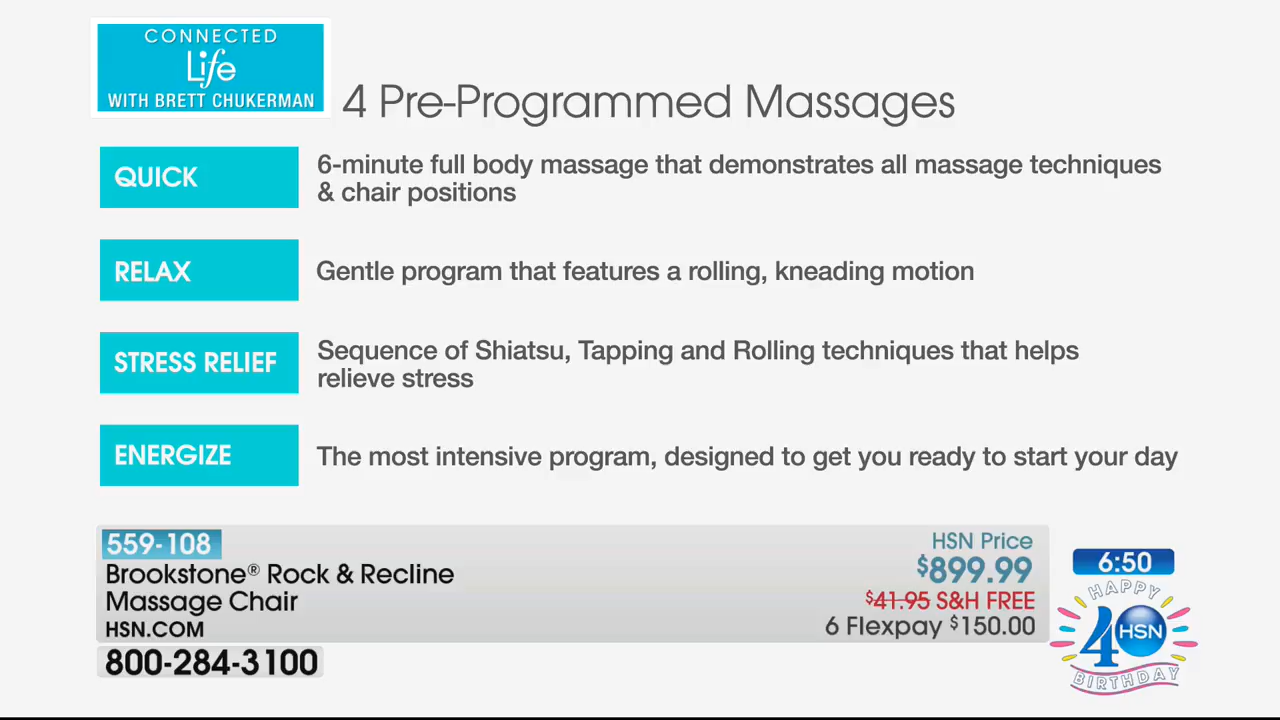 CONNECTED
Life
WITH BRETT CHUKERMAN
4 Pre-Programmed Massages
QUICK
6-minute full body massage that demonstrates all massage techniques
& chair positions
RELAX
Gentle program that features a rolling, kneading motion
STRESS RELIEF
Sequence of Shiatsu, Tapping and Rolling techniques that helps
relieve stress
ENERGIZE
The most intensive program, designed to get you ready to start your day
559-108
Brookstone® Rock & Recline
Massage Chair
HSN.COM
800-284-3100
HSN Price
$899.99
$41.95 S&H FREE
6 Flexpay $150.00
6:50
HAPPY
40 HSN
BIRTHDAY